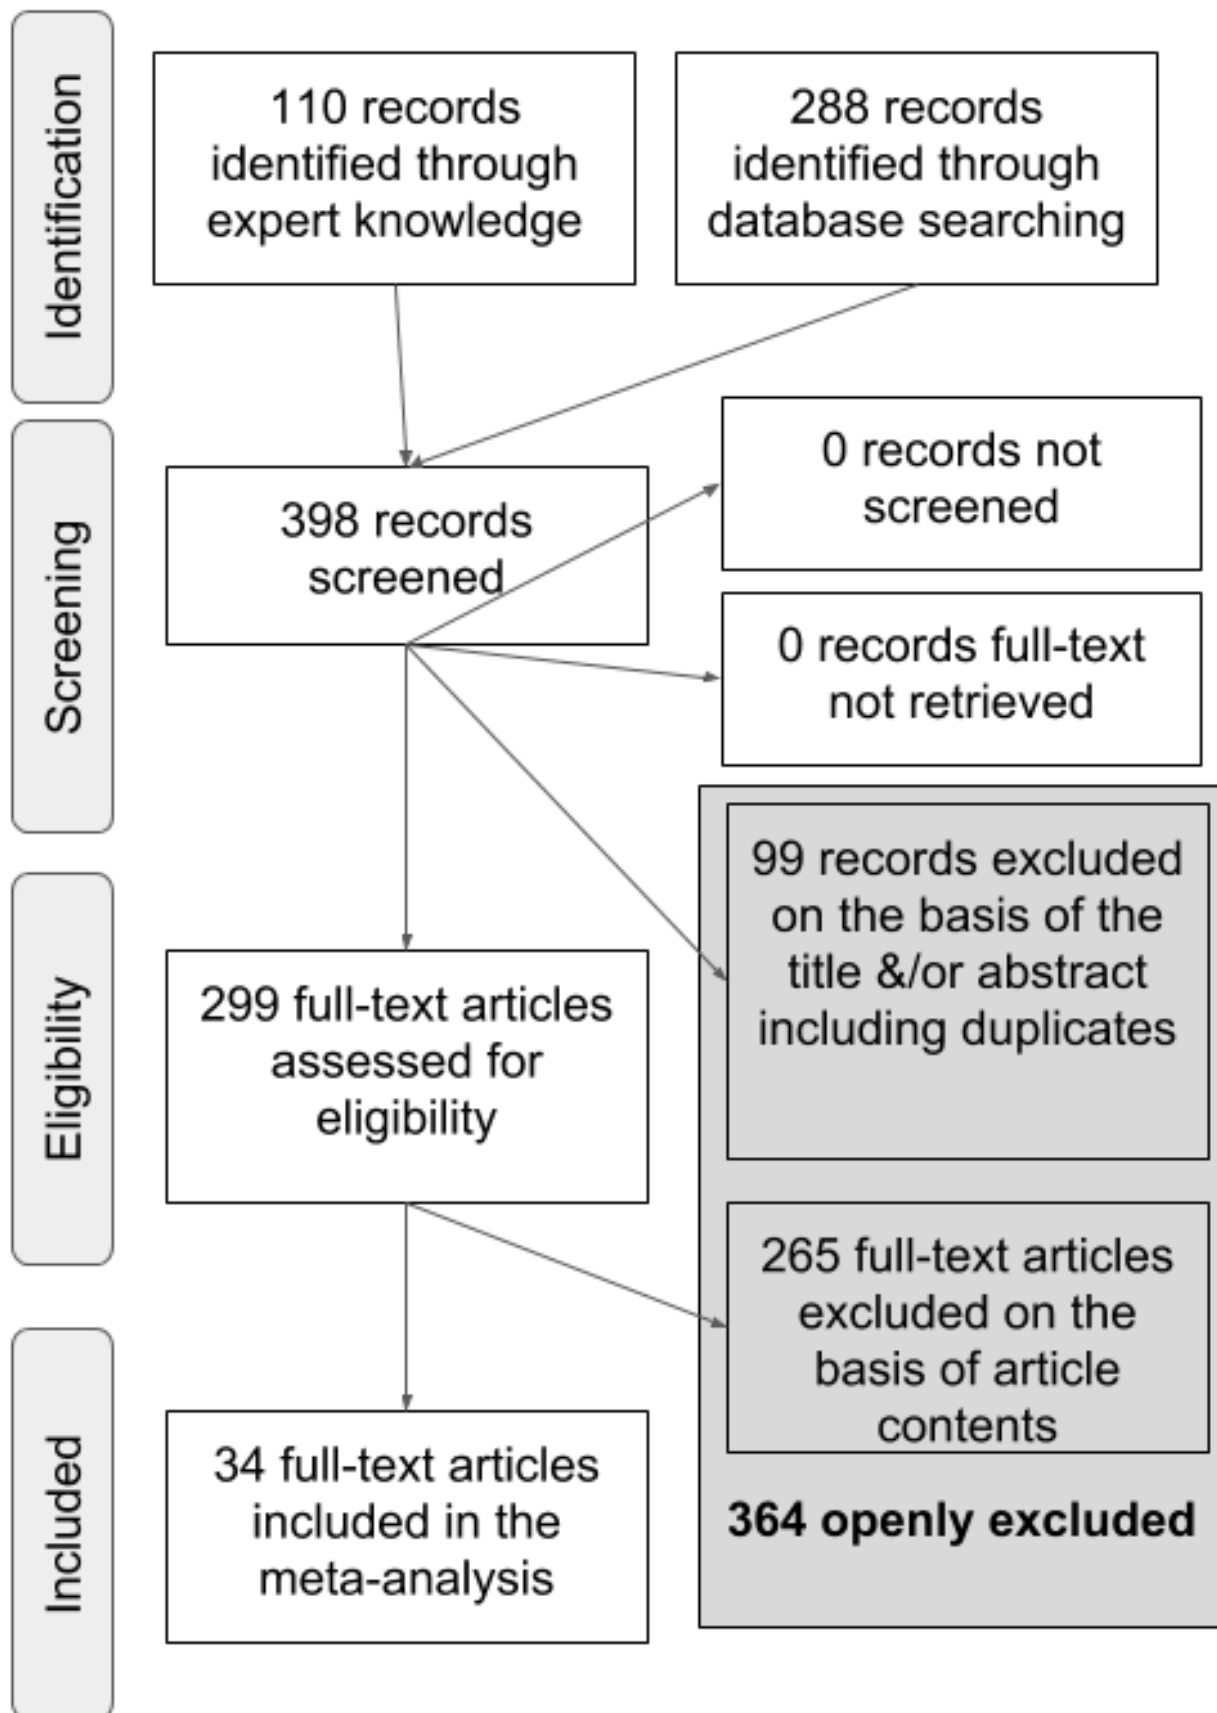 Identification
110 records
identified through
expert knowledge
288 records
identified through
database searching
Screening
398 records
screened
0 records not
screened
0 records full-text
not retrieved
99 records excluded
on the basis of the
title &/or abstract
including duplicates
Eligibility
299 full-text articles
assessed for
eligibility
265 full-text articles
excluded on the
basis of article
contents
364 openly excluded
Included
34 full-text articles
included in the
meta-analysis